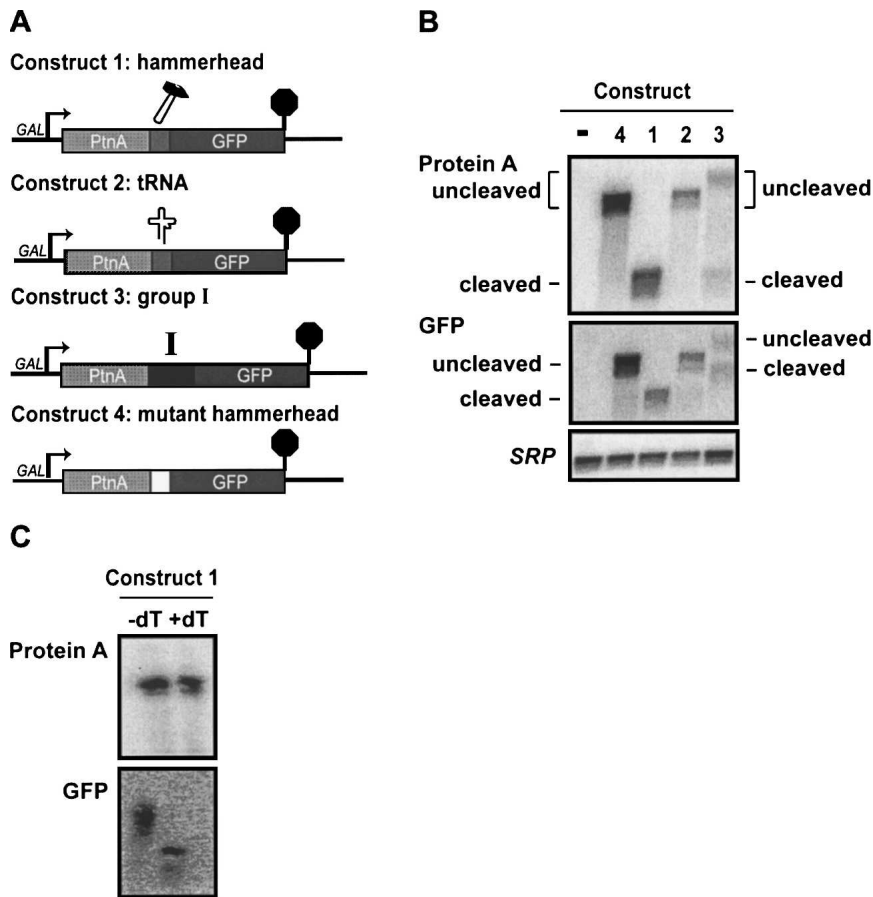 A
Construct 1: hammerhead
GAL
PtnA GFP
Construct 2: tRNA
GAL
PtnA GFP
Construct 3: group I
I
GAL
PtnA GFP
Construct 4: mutant hammerhead
GAL
PtnA GFP
B
Construct
- 4 1 2 3
Protein A
uncleaved
uncleaved
cleaved –
– cleaved
GFP
– uncleaved
uncleaved –
– cleaved
cleaved –
SRP
C
Construct 1
-dT +dT
Protein A
GFP